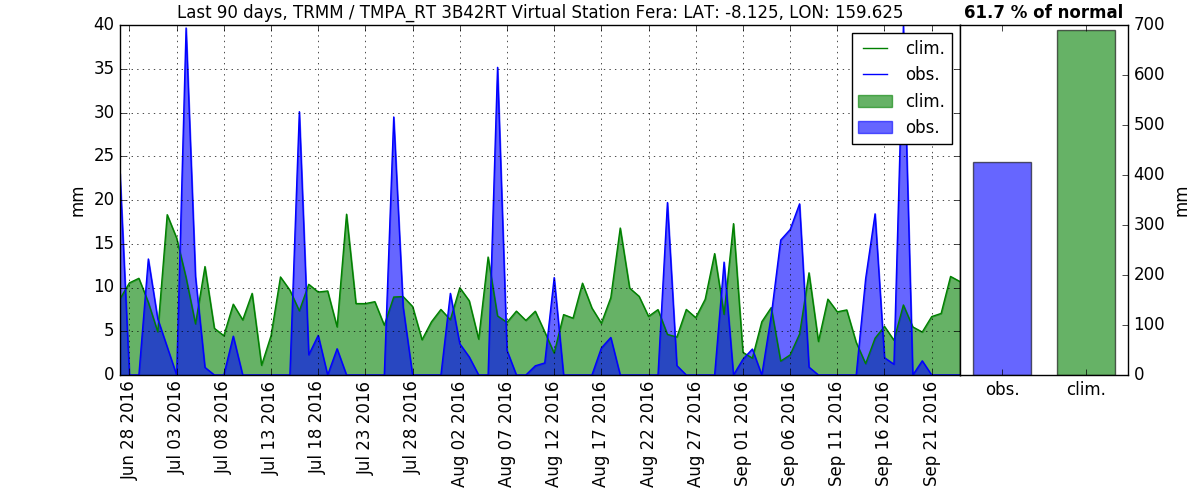 Last 90 days, TRMM / TMPA_RT 3B42RT Virtual Station Fera: LAT: -8.125, LON: 159.625
61.7 % of normal
40
35
30
25
20
15
10
5
0
mm
clim.
obs.
clim.
obs.
700
600
500
400
300
200
100
0
mm
obs.
clim.
Jun 28 2016
Jul 03 2016
Jul 08 2016
Jul 13 2016
Jul 18 2016
Jul 23 2016
Jul 28 2016
Aug 02 2016
Aug 07 2016
Aug 12 2016
Aug 17 2016
Aug 22 2016
Aug 27 2016
Sep 01 2016
Sep 06 2016
Sep 11 2016
Sep 16 2016
Sep 21 2016